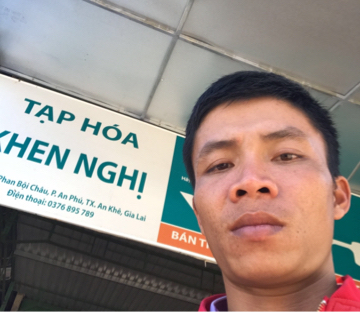 TẠP HÓA
KHEN NGHỊ
Phan Bội Châu, P. An Phú, TX. An Khê, Gia Lai
Điện thoại: 0376 895 789
BÁN